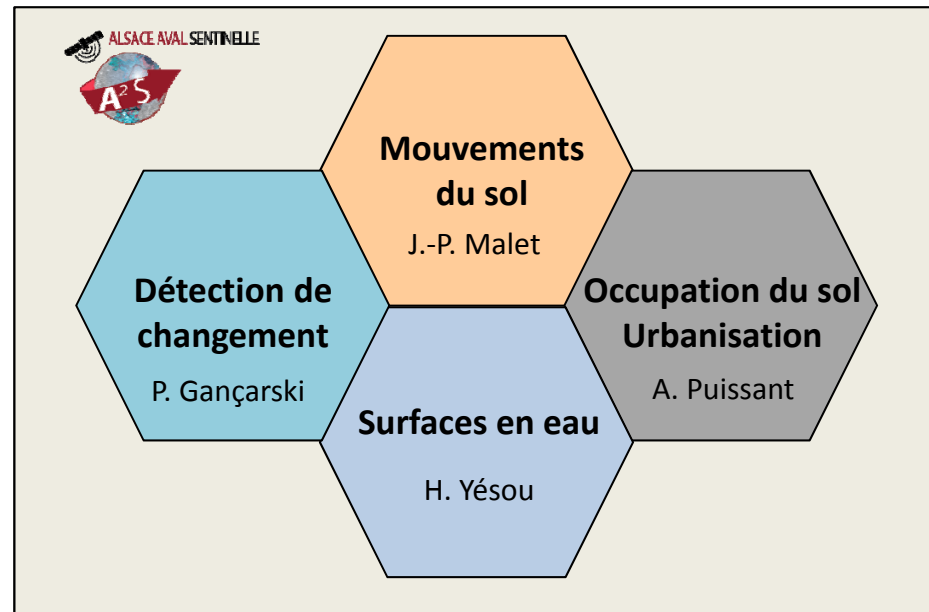 ALSACE AVAL SENTINELLE
A² S
Mouvements
du sol
J.-P. Malet
Détection de
changement
P. Gançarski
Occupation du sol
Urbanisation
A. Puissant
Surfaces en eau
H. Yésou